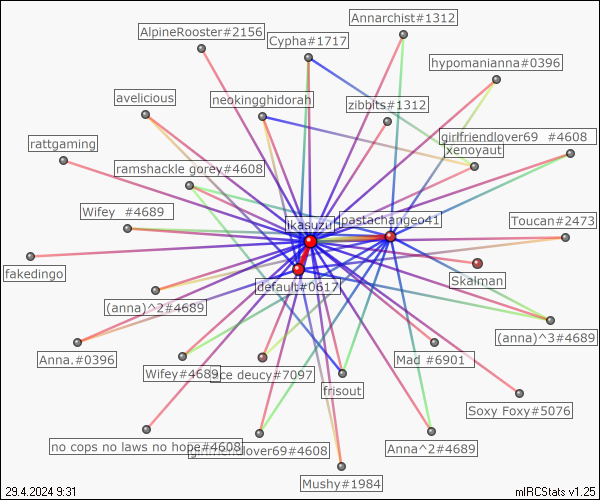 Annarchist#1312
AlpineRooster#2156
Cypha#1717
hypomanianna#0396
avelicious
neokingghidorah
zibbits#1312
girlfriendlover69 #4608
rattgaming
xenoyaut
ramshackle gorey#4608
Wifey #4689
ikasuzu
pastachangeo41
Toucan#2473
fakedingo
Skalman
default#0617
(anna)^2#4689
(anna)^3#4689
Anna.#0396
Mad #6901
Wifey#4689
ace deucy#7097
frisout
Soxy Foxy#5076
no cops no laws no hope#4608
girlfriendlover69#4608
Anna^2#4689
Mushy#1984
29.4.2024 9:31
mIRCStats v1.25